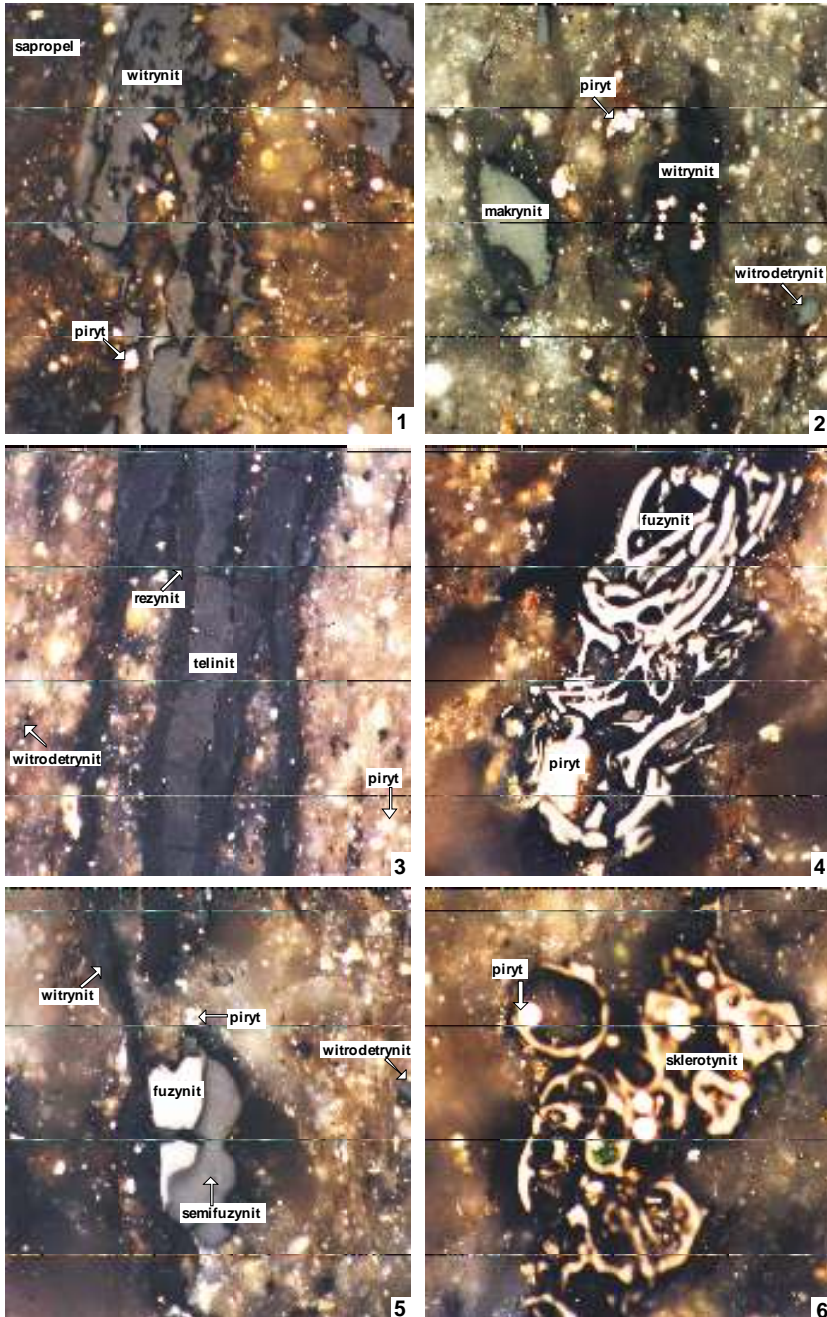 sapropel
witrynit
piryt
1
piryt
witrynit
makrynit
witrodetrynit
2
rezynit
telinit
witrodetrynit
piryt
3
fuzynit
piryt
4
witrynit
piryt
witrodetrynit
fuzynit
semifuzynit
5
piryt
sklerotynit
6